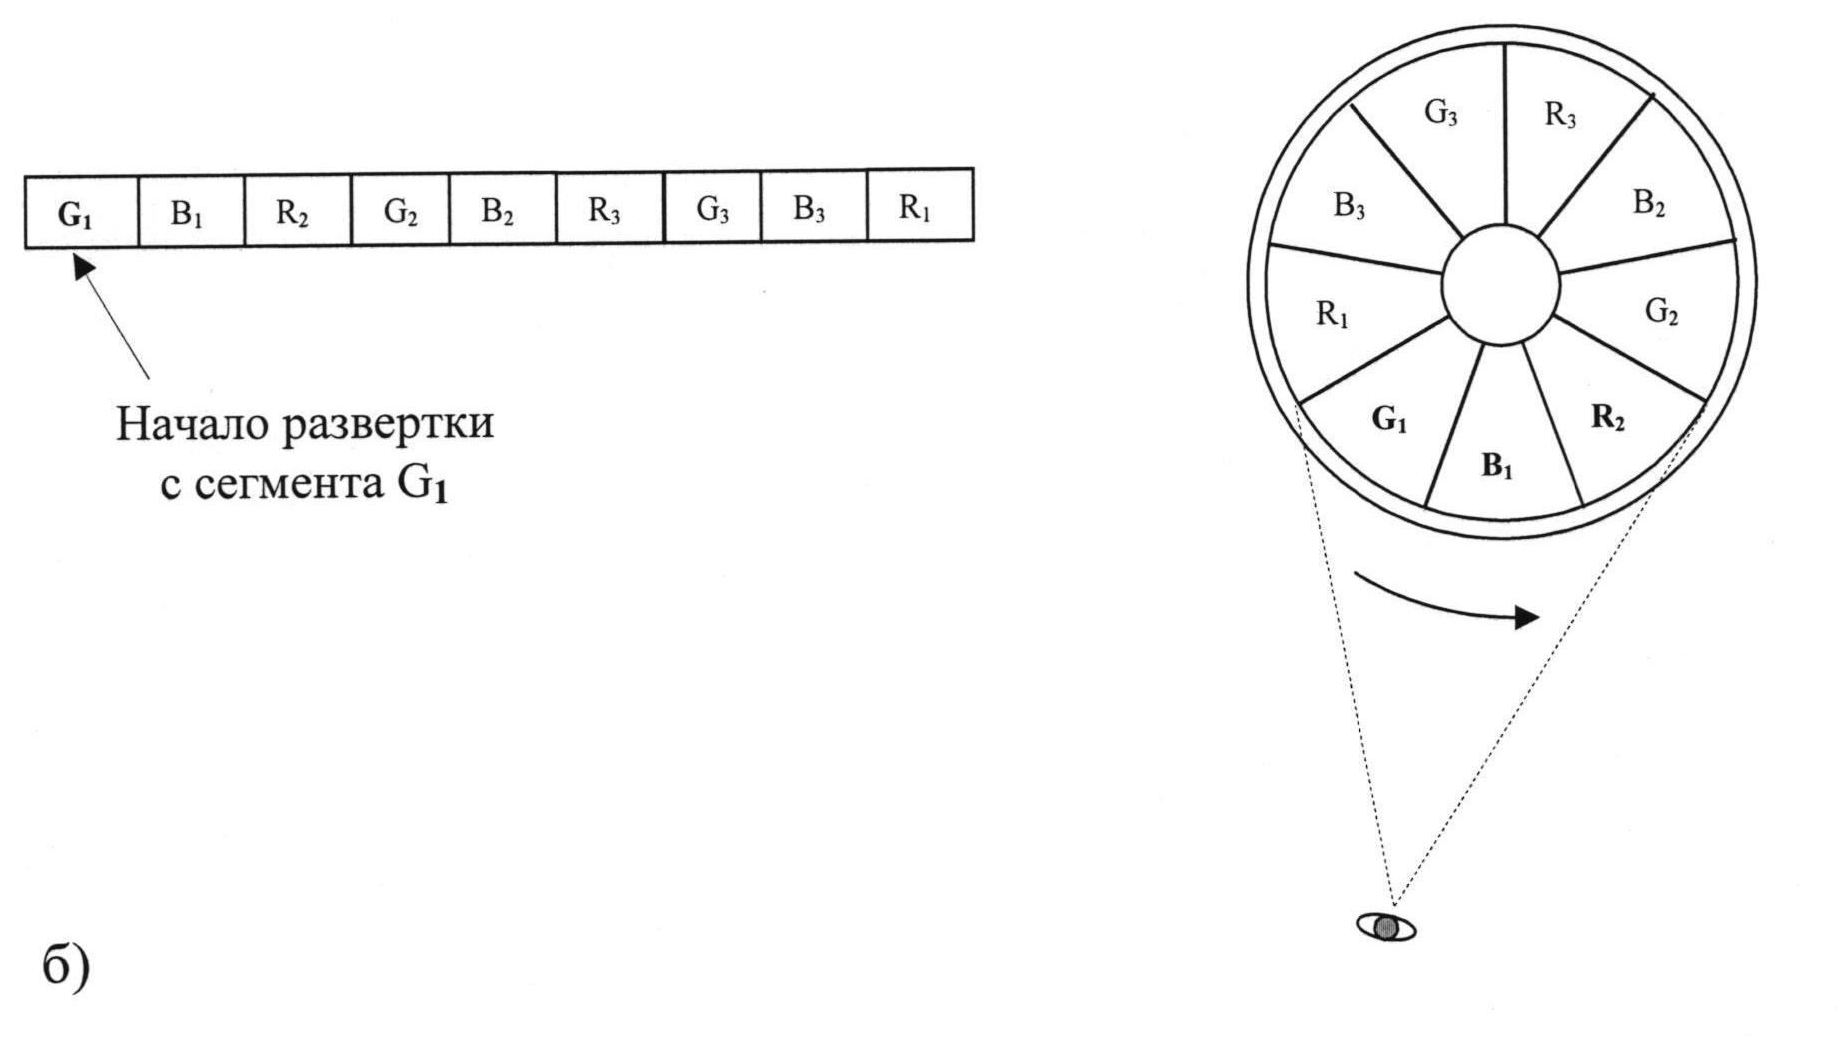 G₁ B₁ R₂ G₂ B₂ R₃ G₃ B₃ R₁
Начало развертки
с сегмента G₁
G₃ R₃
B₃ B₂
R₁ G₂
G₁ B₁ R₂
б)